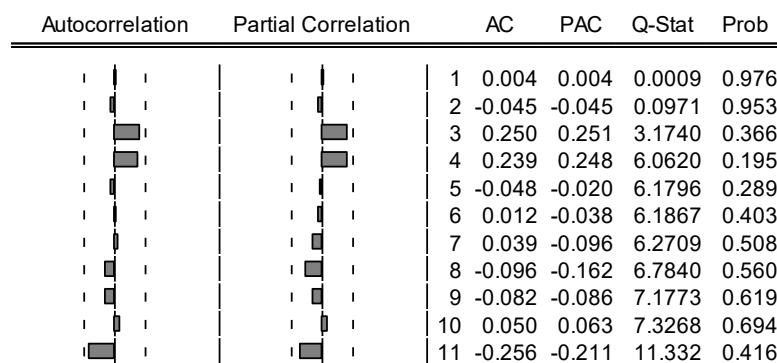 Autocorrelation Partial Correlation AC PAC Q-Stat Prob
1 0.004 0.004 0.0009 0.976
2 -0.045 -0.045 0.0971 0.953
3 0.250 0.251 3.1740 0.366
4 0.239 0.248 6.0620 0.195
5 -0.048 -0.020 6.1796 0.289
6 0.012 -0.038 6.1867 0.403
7 0.039 -0.096 6.2709 0.508
8 -0.096 -0.162 6.7840 0.560
9 -0.082 -0.086 7.1773 0.619
10 0.050 0.063 7.3268 0.694
11 -0.256 -0.211 11.332 0.416